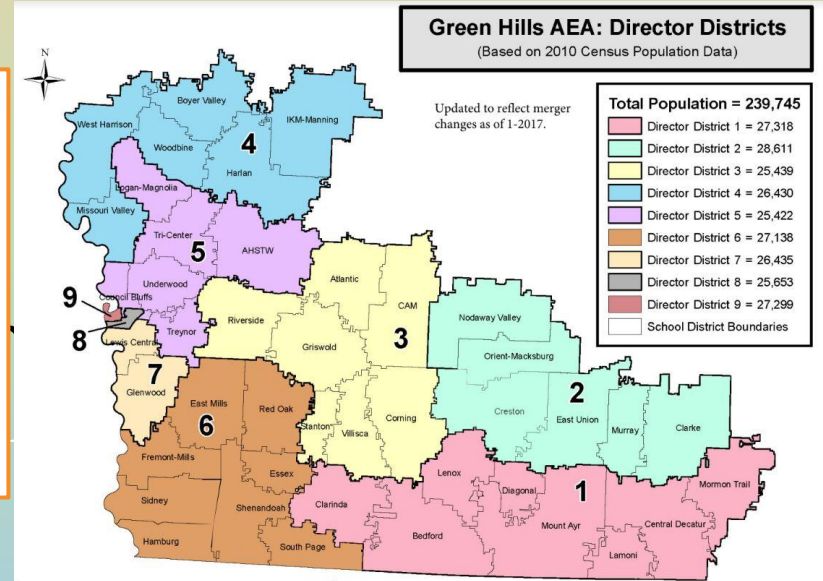 Green Hills AEA: Director Districts
(Based on 2010 Census Population Data)
N
Updated to reflect merger
changes as of 1-2017.
Total Population = 239,745
Director District 1 = 27,318
Director District 2 = 28,611
Director District 3 = 25,439
Director District 4 = 26,430
Director District 5 = 25,422
Director District 6 = 27,138
Director District 7 = 26,435
Director District 8 = 25,653
Director District 9 = 27,299
School District Boundaries
Boyer Valley
West Harrison
IKM-Manning
Woodbine
4
Harlan
Logan-Magnolia
Missouri Valley
Tri-Center
5
AHSTW
Underwood
Atlantic
Council Bluffs
9
CAM
Nodaway Valley
Riverside
8
Treynor
Lewis Central
Griswold
3
Orient-Macksburg
7
Glenwood
2
East Mills
Red Oak
Creston
East Union
6
Stanton
Villisca
Corning
Murray
Clarke
Fremont-Mills
Essex
Lenox
Diagonal
1
Mormon Trail
Sidney
Shenandoah
Clarinda
Mount Ayr
Central Decatur
Hamburg
South Page
Bedford
Lamoni